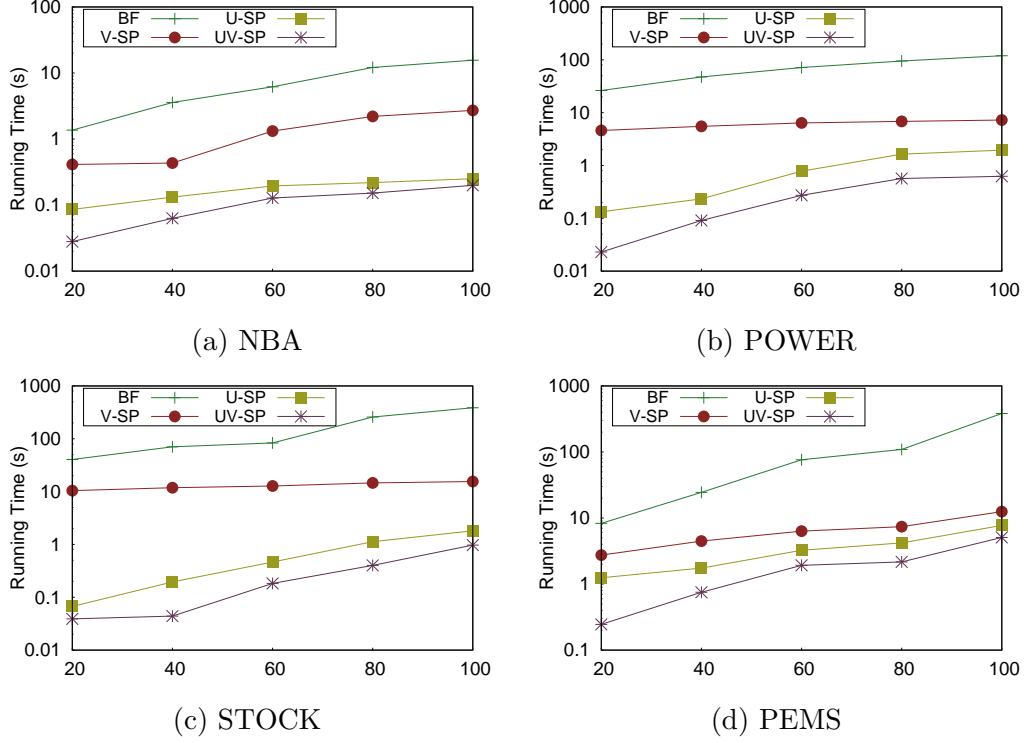 100
10
1
0.1
0.01
Running Time (s)
BF
U-SP
V-SP
UV-SP
20 40 60 80 100
(a) NBA
1000
100
10
1
0.1
0.01
Running Time (s)
BF
U-SP
V-SP
UV-SP
20 40 60 80 100
(b) POWER
1000
100
10
1
0.1
0.01
Running Time (s)
BF
U-SP
V-SP
UV-SP
20 40 60 80 100
(c) STOCK
1000
100
10
1
0.1
Running Time (s)
BF
U-SP
V-SP
UV-SP
20 40 60 80 100
(d) PEMS